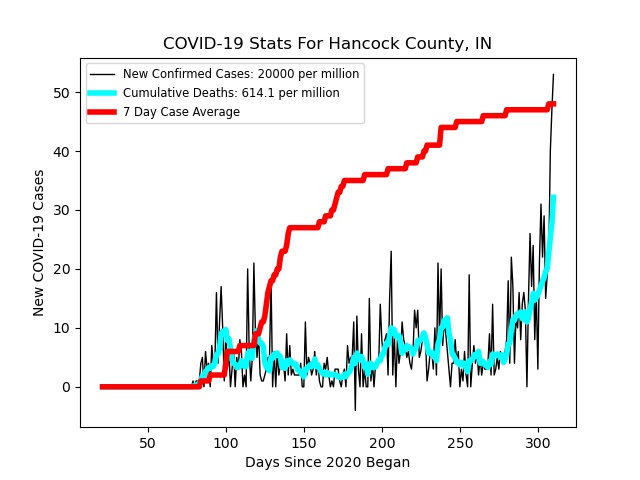 COVID-19 Stats For Hancock County, IN
New Confirmed Cases: 20000 per million
Cumulative Deaths: 614.1 per million
7 Day Case Average
New COVID-19 Cases
50
40
30
20
10
0
50 100 150 200 250 300
Days Since 2020 Began